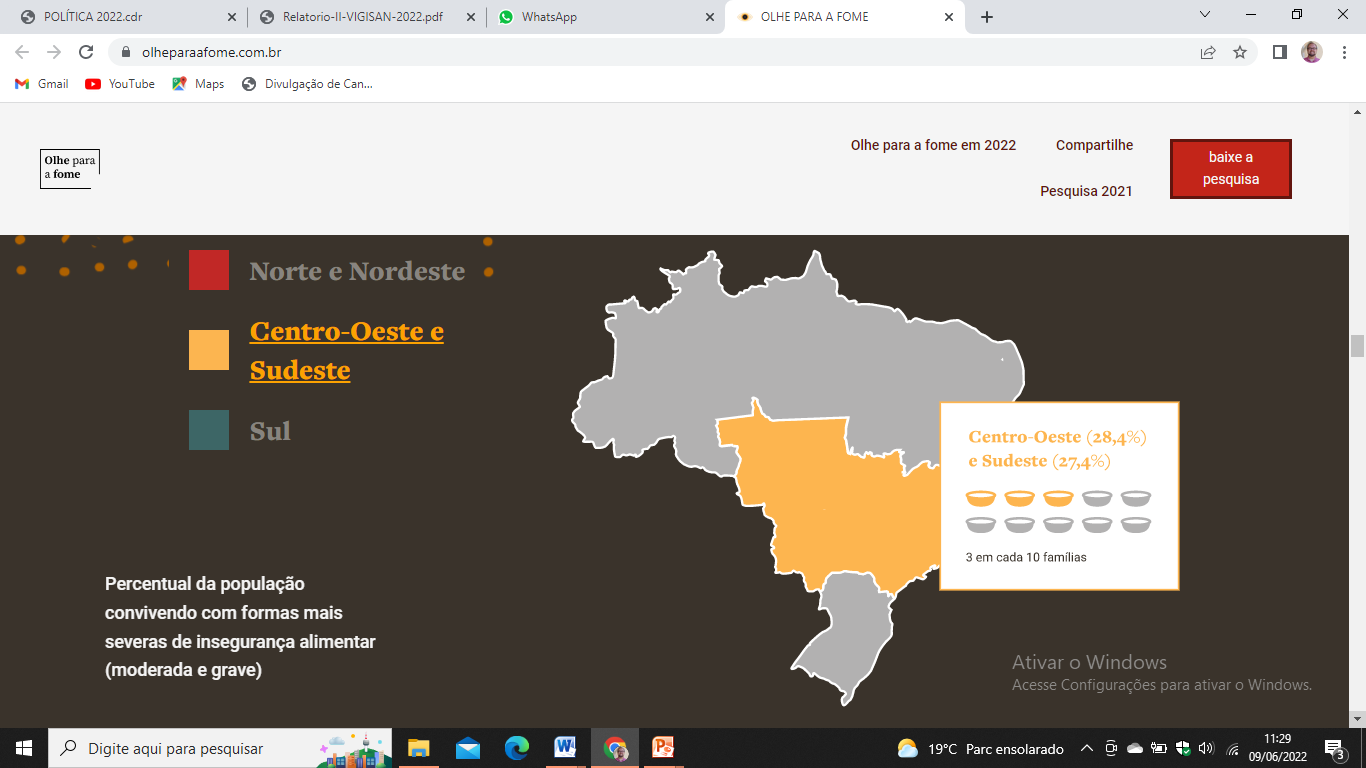 POLÍTICA 2022.cdr
Relatorio-II-VIGISAN-2022.pdf
WhatsApp
OLHE PARA A FOME
olheparaafome.com.br
Gmail
YouTube
Maps
Divulgação de Can...
Olhe para
a fome
Olhe para a fome em 2022
Compartilhe
Pesquisa 2021
baixe a
pesquisa
Norte e Nordeste
Centro-Oeste e
Sudeste
Sul
Percentual da população
convivendo com formas mais
severas de insegurança alimentar
(moderada e grave)
Centro-Oeste (28,4%)
e Sudeste (27,4%)
3 em cada 10 famílias
Ativar o Windows
Acesse Configurações para ativar o Windows.
Digite aqui para pesquisar
19°C Parc ensolarado
11:29
09/06/2022
3